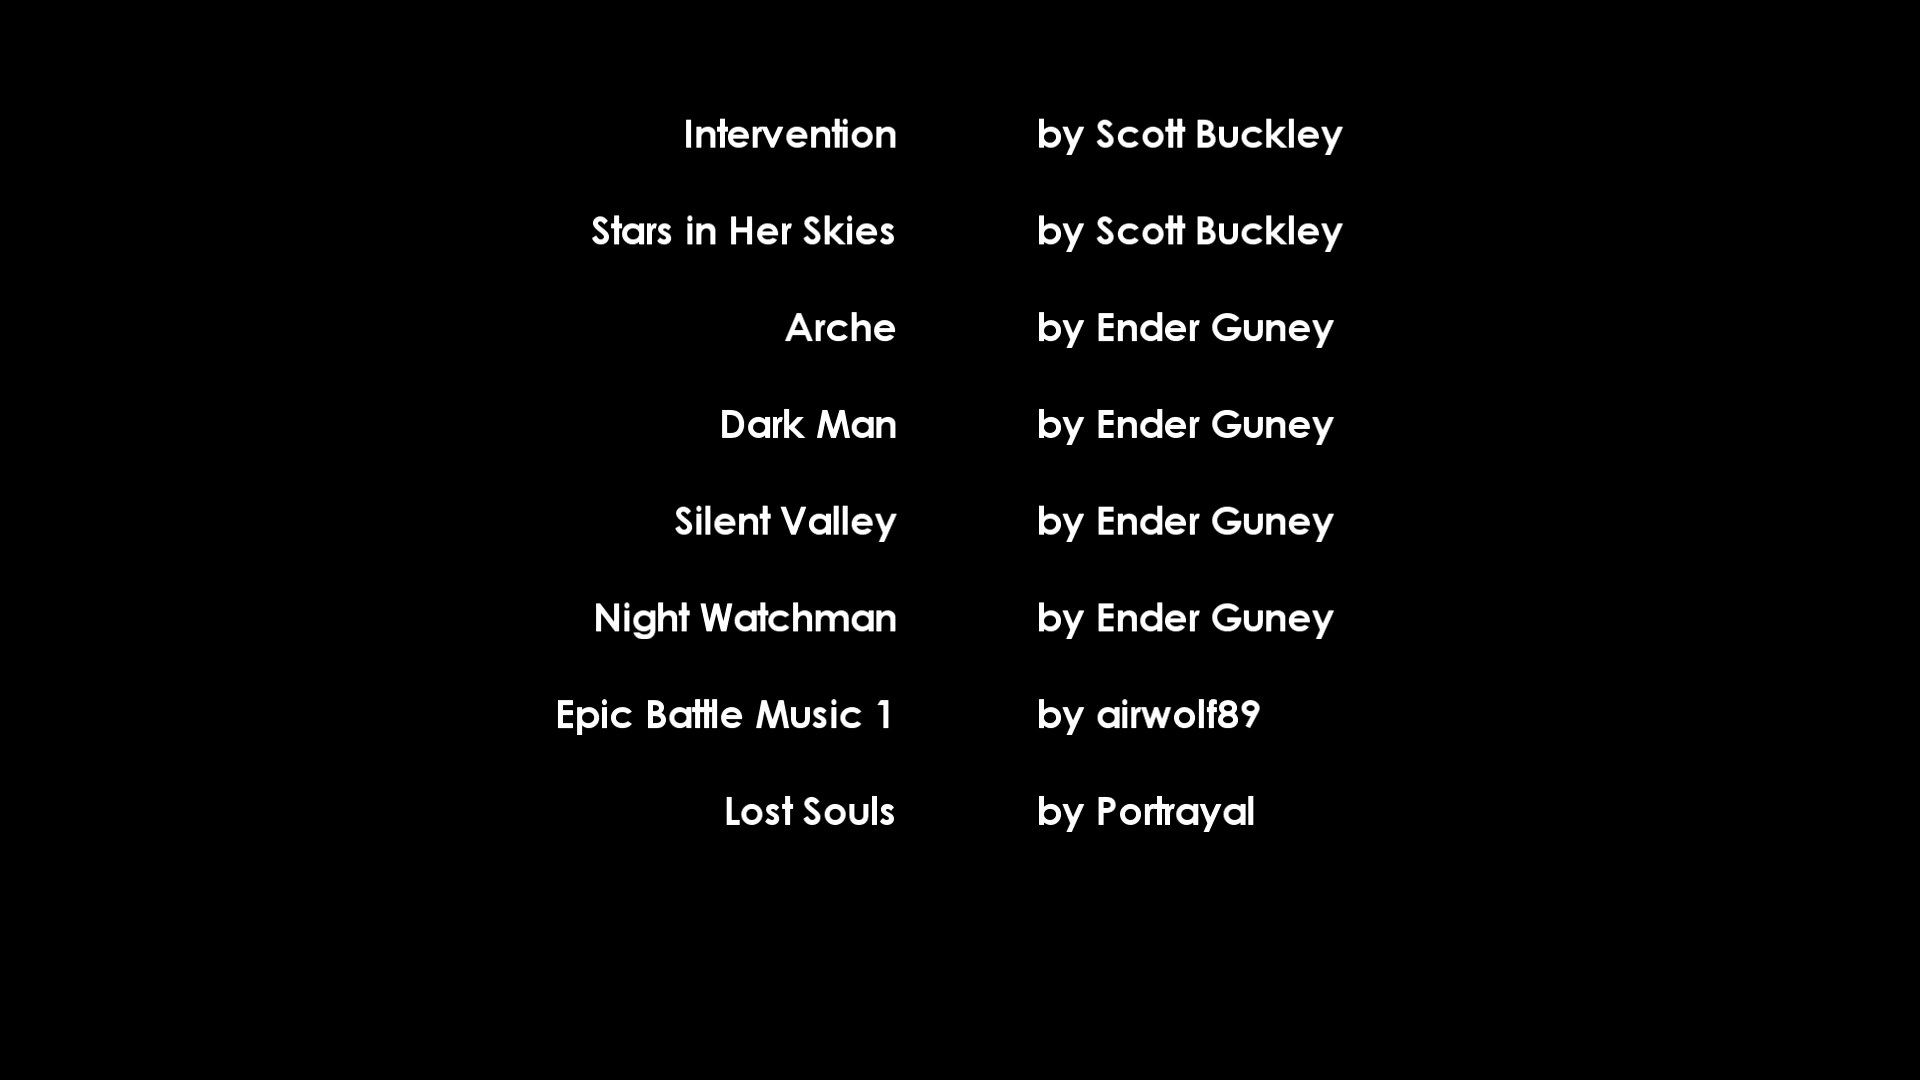 Intervention by Scott Buckley
Stars in Her Skies by Scott Buckley
Arche by Ender Guney
Dark Man by Ender Guney
Silent Valley by Ender Guney
Night Watchman by Ender Guney
Epic Battle Music 1 by airwolf89
Lost Souls by Portrayal